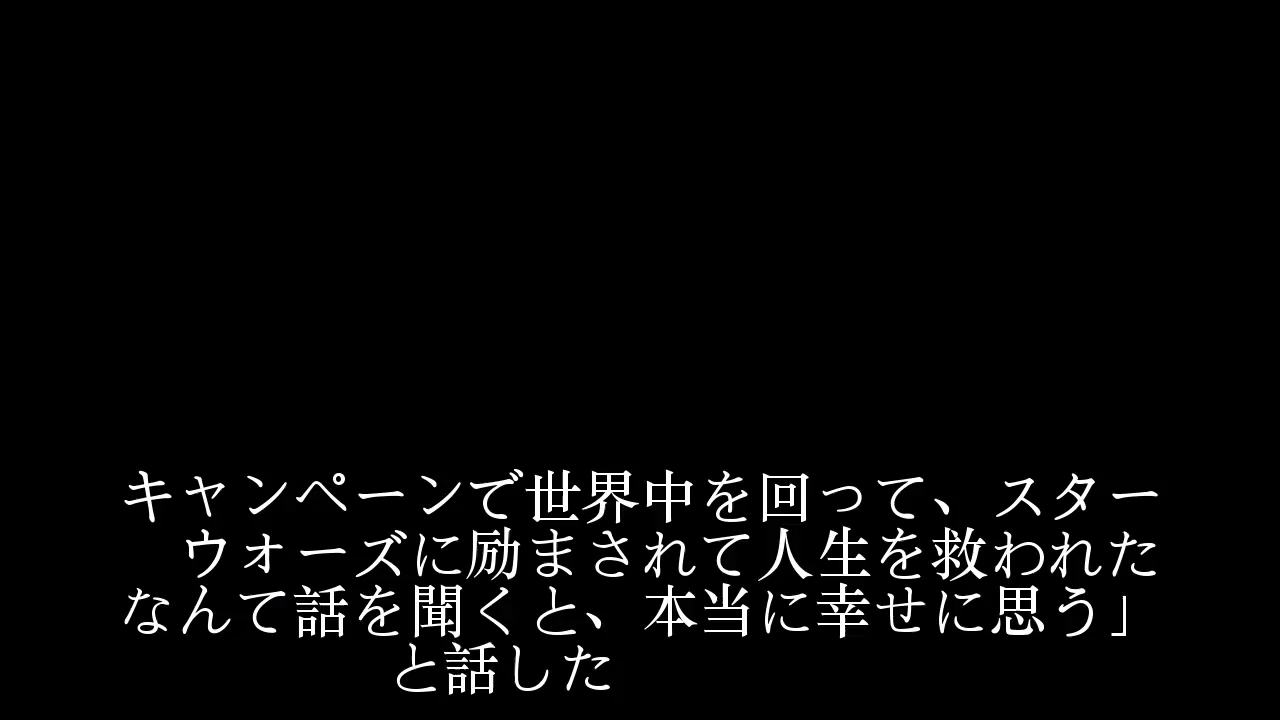 キャンペーンで世界中を回って、スター
ウォーズに励まされて人生を救われた
なんて話を聞くと、本当に幸せに思う」
と話した